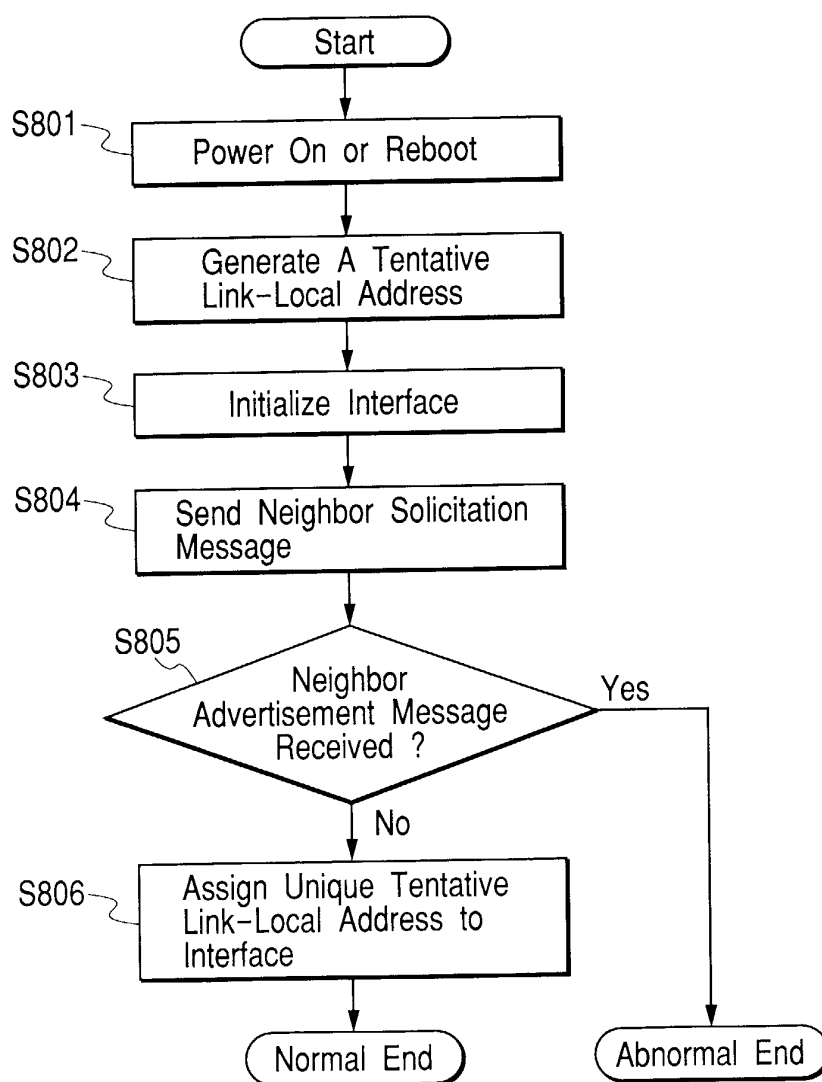 Start
S801
Power On or Reboot
S802
Generate A Tentative
Link-Local Address
S803
Initialize Interface
S804
Send Neighbor Solicitation
Message
S805
Neighbor
Advertisement Message
Received ?
Yes
No
S806
Assign Unique Tentative
Link-Local Address to
Interface
Normal End
Abnormal End